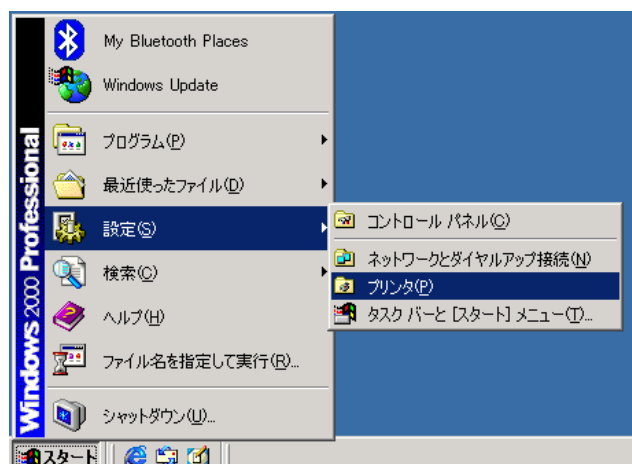 My Bluetooth Places
Windows Update
プログラム(P)
最近使ったファイル(D)
設定(S)
検索(C)
ヘルプ(H)
ファイル名を指定して実行(R)...
シャットダウン(U)...
Windows 2000 Professional
コントロール パネル(C)
ネットワークとダイヤルアップ接続(N)
プリンタ(P)
タスク バーと [スタート] メニュー(T)...
スタート